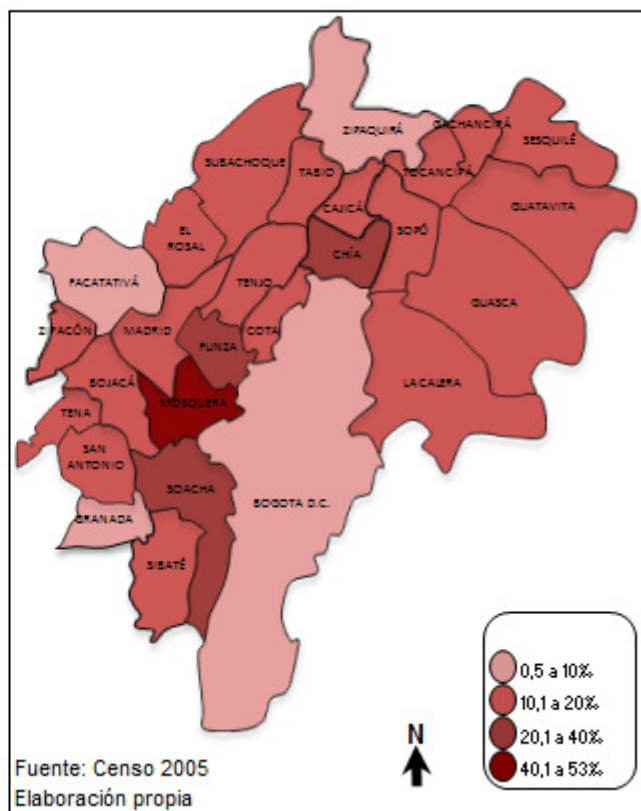 ZIPAQUIRÁ
GACHANCIPÁ
SESQUILÉ
SUBACHOQUE
TABIO
TOCANCIPÁ
CAJICÁ
GUATAVITA
EL
ROSAL
SOPÓ
CHÍA
FACATATIVÁ
TENJO
GUASCA
ZIPACÓN
MADRID
FUNZA
COTA
BOJACÁ
LA CALERA
MOSQUERA
TENA
SAN
ANTONIO
SOACHA
BOGOTA D.C.
GRANADA
SIBATÉ
0,5 a 10‰
10,1 a 20‰
20,1 a 40‰
40,1 a 53‰
N
Fuente: Censo 2005
Elaboración propia